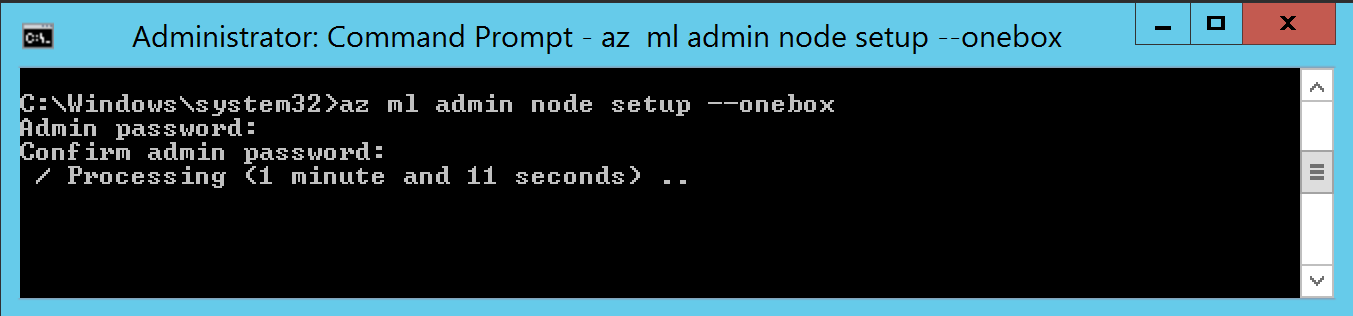 Administrator: Command Prompt - az  ml admin node setup --onebox
C:\Windows\system32>az ml admin node setup --onebox
Admin password:
Confirm admin password:
/ Processing (1 minute and 11 seconds) ..